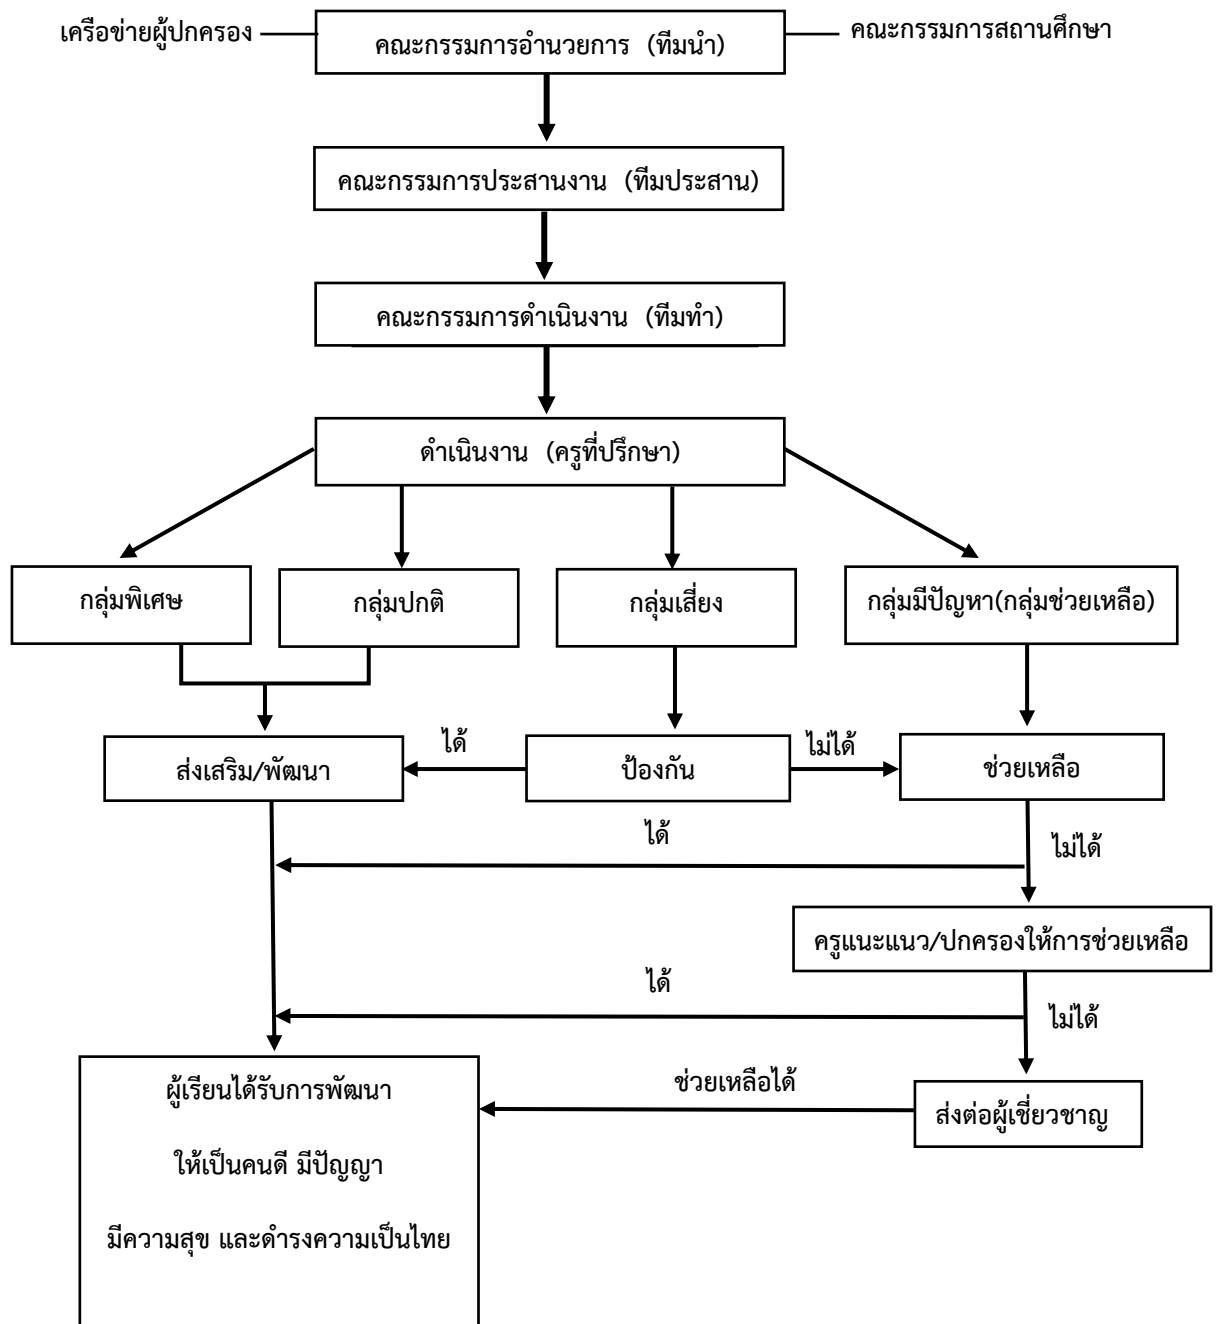 เครือข่ายผู้ปกครอง
คณะกรรมการอำนวยการ (ทีมนำ)
คณะกรรมการสถานศึกษา
คณะกรรมการประสานงาน (ทีมประสาน)
คณะกรรมการดำเนินงาน (ทีมทำ)
ดำเนินงาน (ครูที่ปรึกษา)
กลุ่มพิเศษ
กลุ่มปกติ
กลุ่มเสี่ยง
กลุ่มมีปัญหา(กลุ่มช่วยเหลือ)
ส่งเสริม/พัฒนา
ได้
ป้องกัน
ไม่ได้
ช่วยเหลือ
ได้
ไม่ได้
ครูแนะแนว/ปกครองให้การช่วยเหลือ
ได้
ไม่ได้
ผู้เรียนได้รับการพัฒนา
ให้เป็นคนดี มีปัญญา
มีความสุข และดำรงความเป็นไทย
ช่วยเหลือได้
ส่งต่อผู้เชี่ยวชาญ